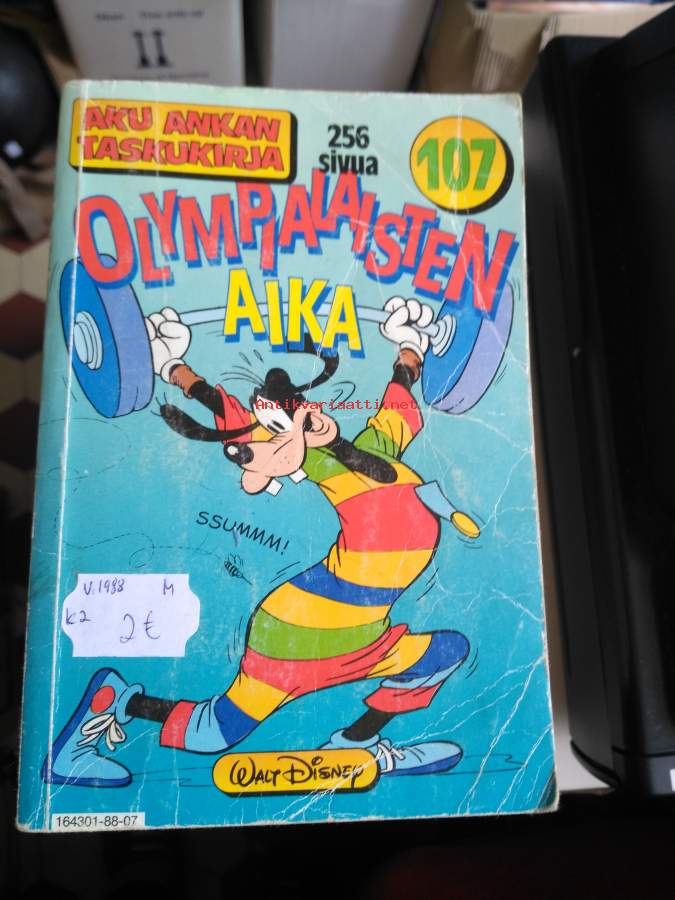 AKU ANKAN
TASKUKIRJA
256
sivua
107
OLYMPIALAISTEN
AIKA
Antikvariaatti.net
SSUMMM!
V.1988 M
k2 2€
WALT DISNEY
164301-88-07